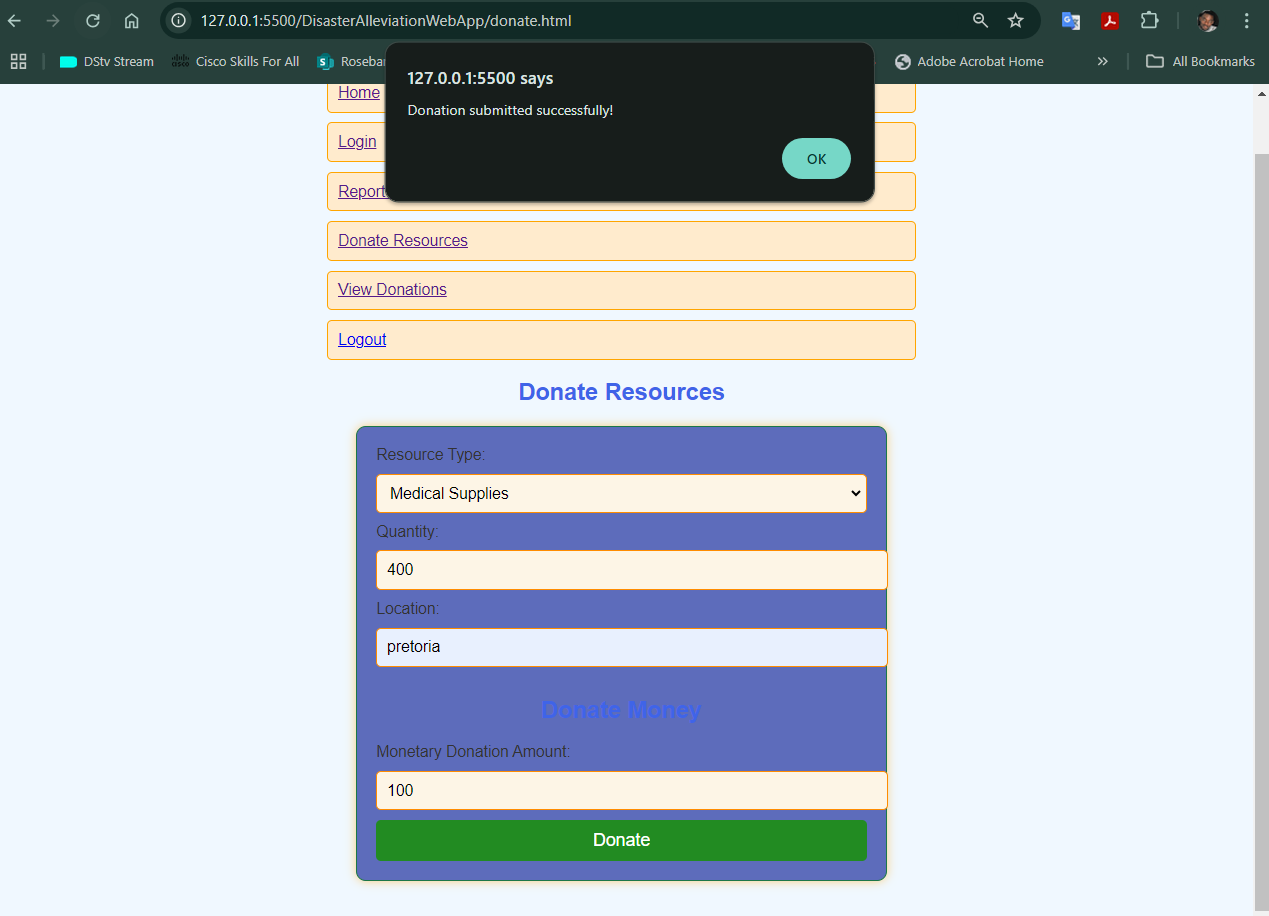 127.0.0.1:5500/DisasterAlleviationWebApp/donate.html
DStv Stream
Cisco Skills For All
Adobe Acrobat Home
All Bookmarks
127.0.0.1:5500 says
Donation submitted successfully!
OK
Home
Login
Report
Donate Resources
View Donations
Logout
Donate Resources
Resource Type:
Medical Supplies
Quantity:
400
Location:
pretoria
Donate Money
Monetary Donation Amount:
100
Donate